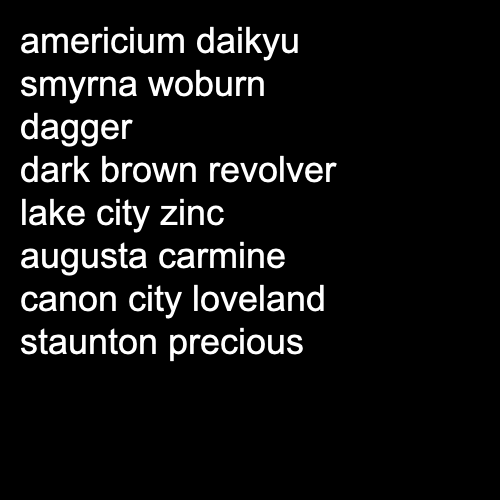 americium daikyu
smyrna woburn
dagger
dark brown revolver
lake city zinc
augusta carmine
canon city loveland
staunton precious